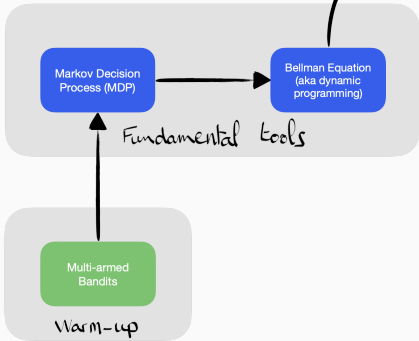 Markov Decision
Process (MDP)
Bellman Equation
(aka dynamic
programming)
Fundamental tools
Multi-armed
Bandits
Warm-up